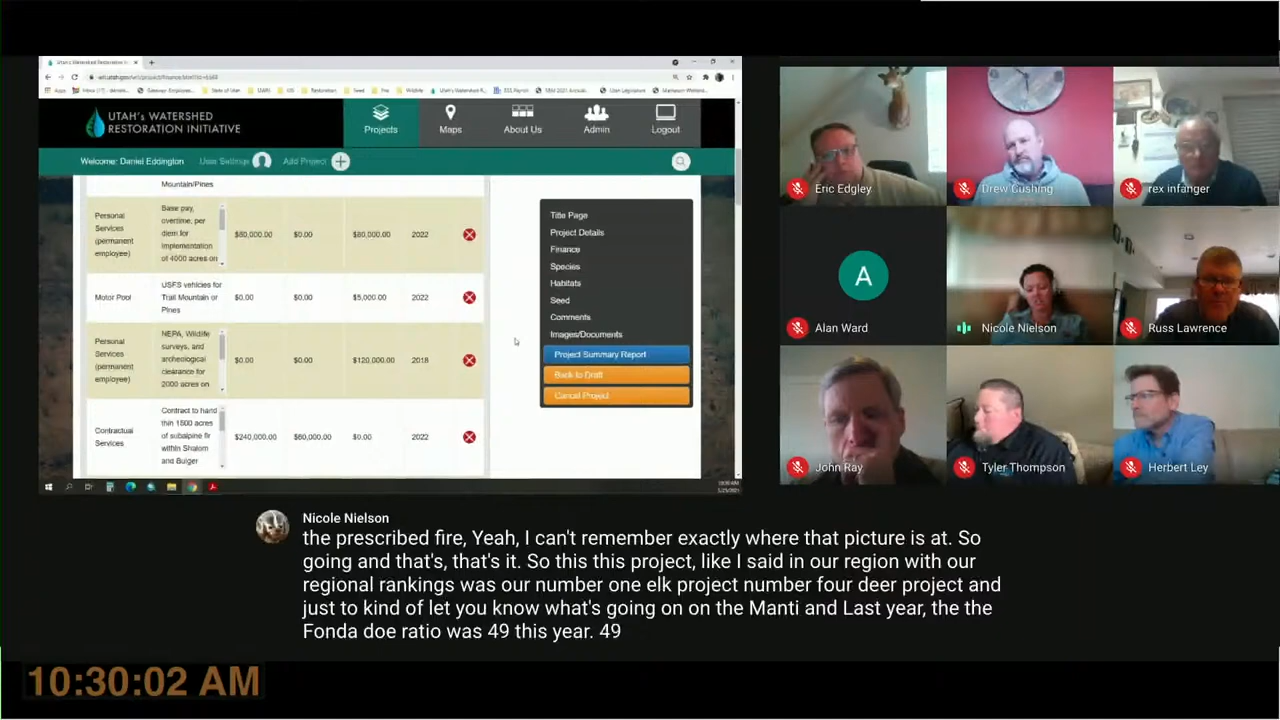 Utah's Watershed Restoration In
UTAH's WATERSHED
RESTORATION INITIATIVE
Projects
Maps
About Us
Admin
Logout
Welcome: Daniel Eddington
User Settings
Add Project
Mountain/Pines
Personal
Services
(permanent
employee)
Base pay,
overtime, per
diem for
implementation
of 4000 acres on
$80,000.00
$0.00
$80,000.00
2022
Motor Pool
USFS vehicles for
Trail Mountain or
Pines
$0.00
$0.00
$5,000.00
2022
Personal
Services
(permanent
employee)
NEPA, Wildlife
surveys, and
archeological
clearance for
2000 acres on
$0.00
$0.00
$120,000.00
2018
Contractual
Services
Contract to hand
thin 1800 acres
of subalpine fir
within Shalom
and Bulger
$240,000.00
$60,000.00
$0.00
2022
Title Page
Project Details
Finance
Species
Habitats
Seed
Comments
Images/Documents
Project Summary Report
Back to Draft
Cancel Project
Eric Edgley
Drew Cushing
rex infanger
A
Alan Ward
Nicole Nielson
Russ Lawrence
John Ray
Tyler Thompson
Herbert Ley
Nicole Nielson
the prescribed fire, Yeah, I can't remember exactly where that picture is at. So
going and that's, that's it. So this this project, like I said in our region with our
regional rankings was our number one elk project number four deer project and
just to kind of let you know what's going on on the Manti and Last year, the the
Fonda doe ratio was 49 this year. 49
10:30:02 AM